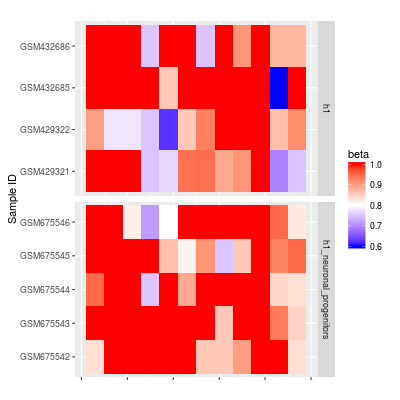 Sample ID
GSM432686
GSM432685
GSM429322
GSM429321
h1
GSM675546
GSM675545
GSM675544
GSM675543
GSM675542
h1_neuronal_progenitors
beta
1.0
0.9
0.8
0.7
0.6